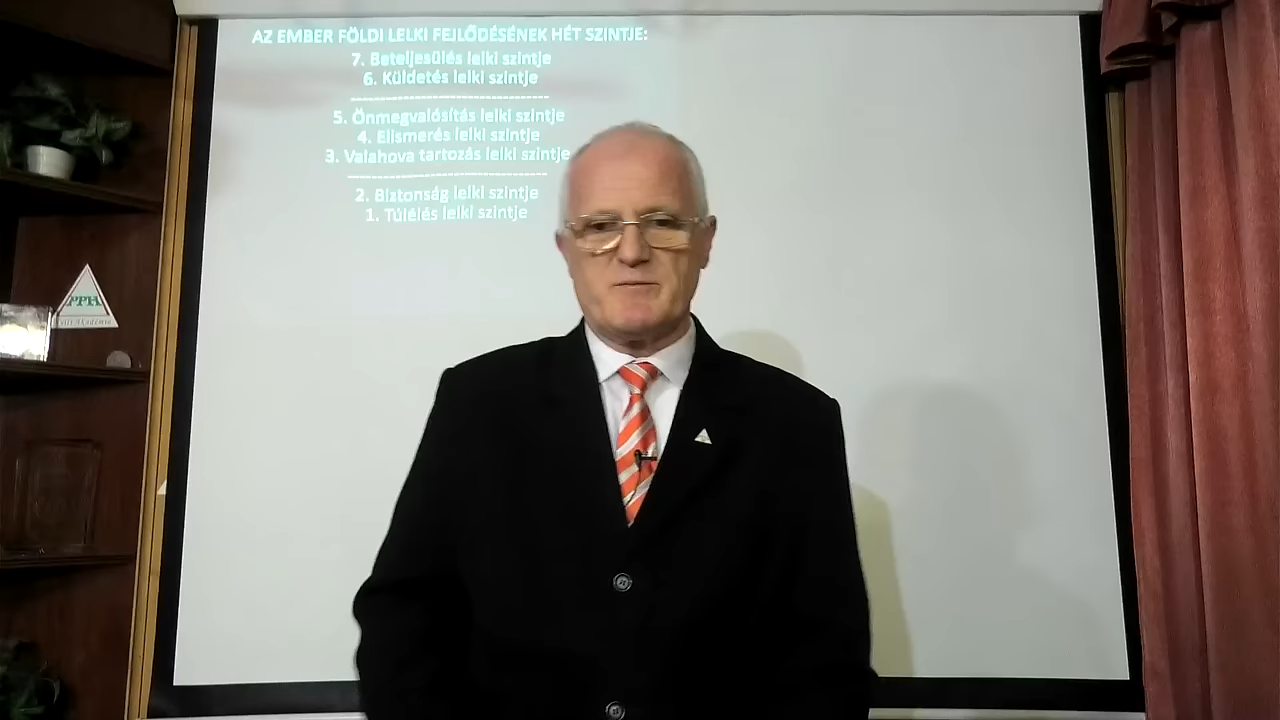 AZ EMBER FÖLDI LELKI FEJLŐDÉSÉNEK HÉT SZINTJE:
7. Beteljesülés lelki szintje
6. Küldetés lelki szintje
-----------------------------------
5. Önmegvalósítás lelki szintje
4. Elismerés lelki szintje
3. Valahova tartozás lelki szintje
-----------------------------------
2. Biztonság lelki szintje
1. Túlélés lelki szintje
PPH